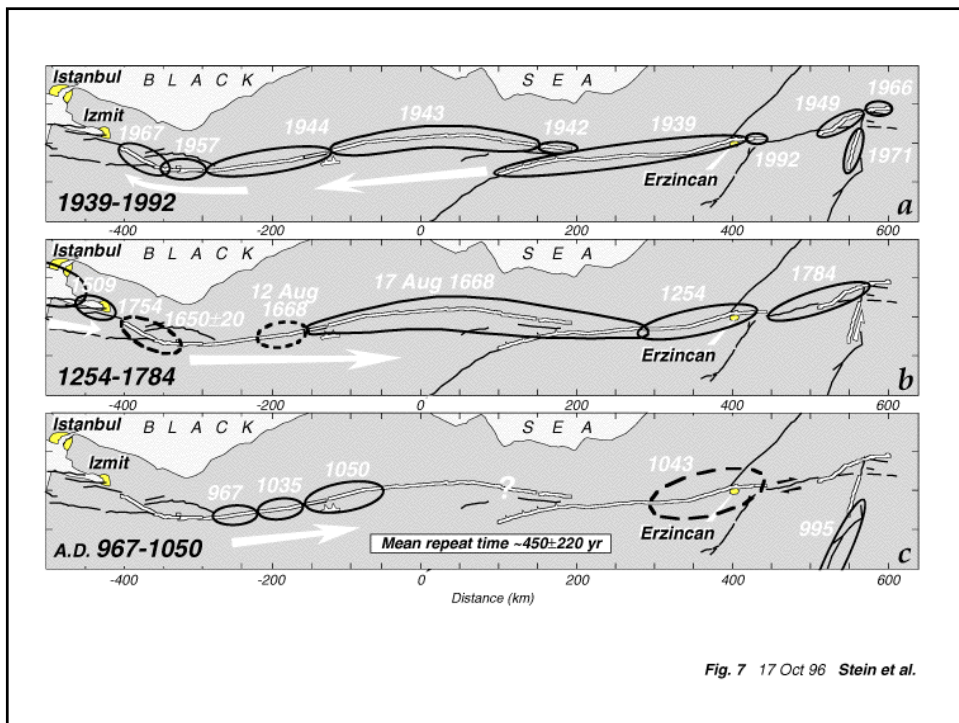 Istanbul B L A C K S E A 1966
Izmit 1943 1949
1967 1957 1944 1942 1939
1992 1971
Erzincan
1939-1992 a
-400 -200 0 200 400 600
Istanbul B L A C K S E A
1509 1754 1650±20 12 Aug 1668 17 Aug 1668 1254 1784
Erzincan
1254-1784 b
-400 -200 0 200 400 600
Istanbul B L A C K S E A
Izmit 967 1035 1050 ? 1043
Erzincan 995
A.D. 967-1050 Mean repeat time ~450±220 yr c
-400 -200 0 200 400 600
Distance (km)
Fig. 7 17 Oct 96 Stein et al.